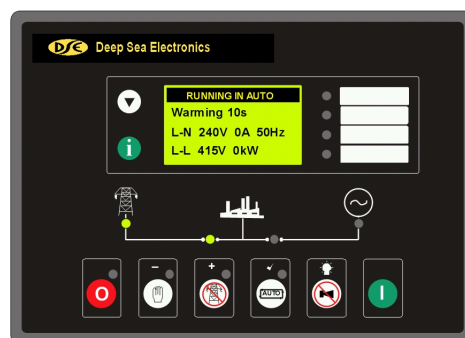 DSE Deep Sea Electronics
RUNNING IN AUTO
Warming 10s
L-N 240V 0A 50Hz
L-L 415V 0kW
i
- +
O AUTO I